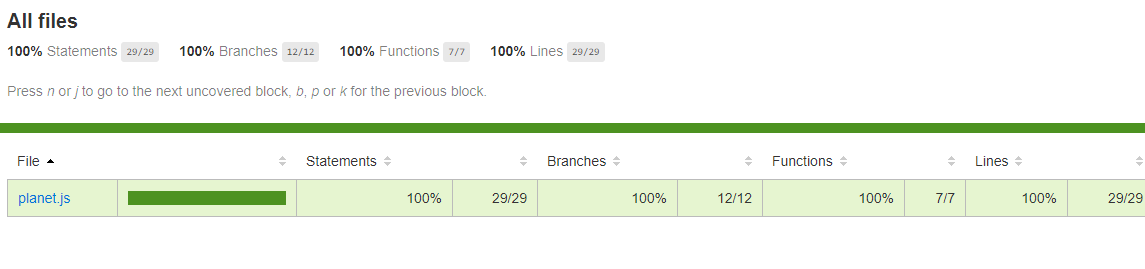 All files
100% Statements 29/29 100% Branches 12/12 100% Functions 7/7 100% Lines 29/29
Press n or j to go to the next uncovered block, b, p or k for the previous block.
File Statements Branches Functions Lines
planet.js 100% 29/29 100% 12/12 100% 7/7 100% 29/29